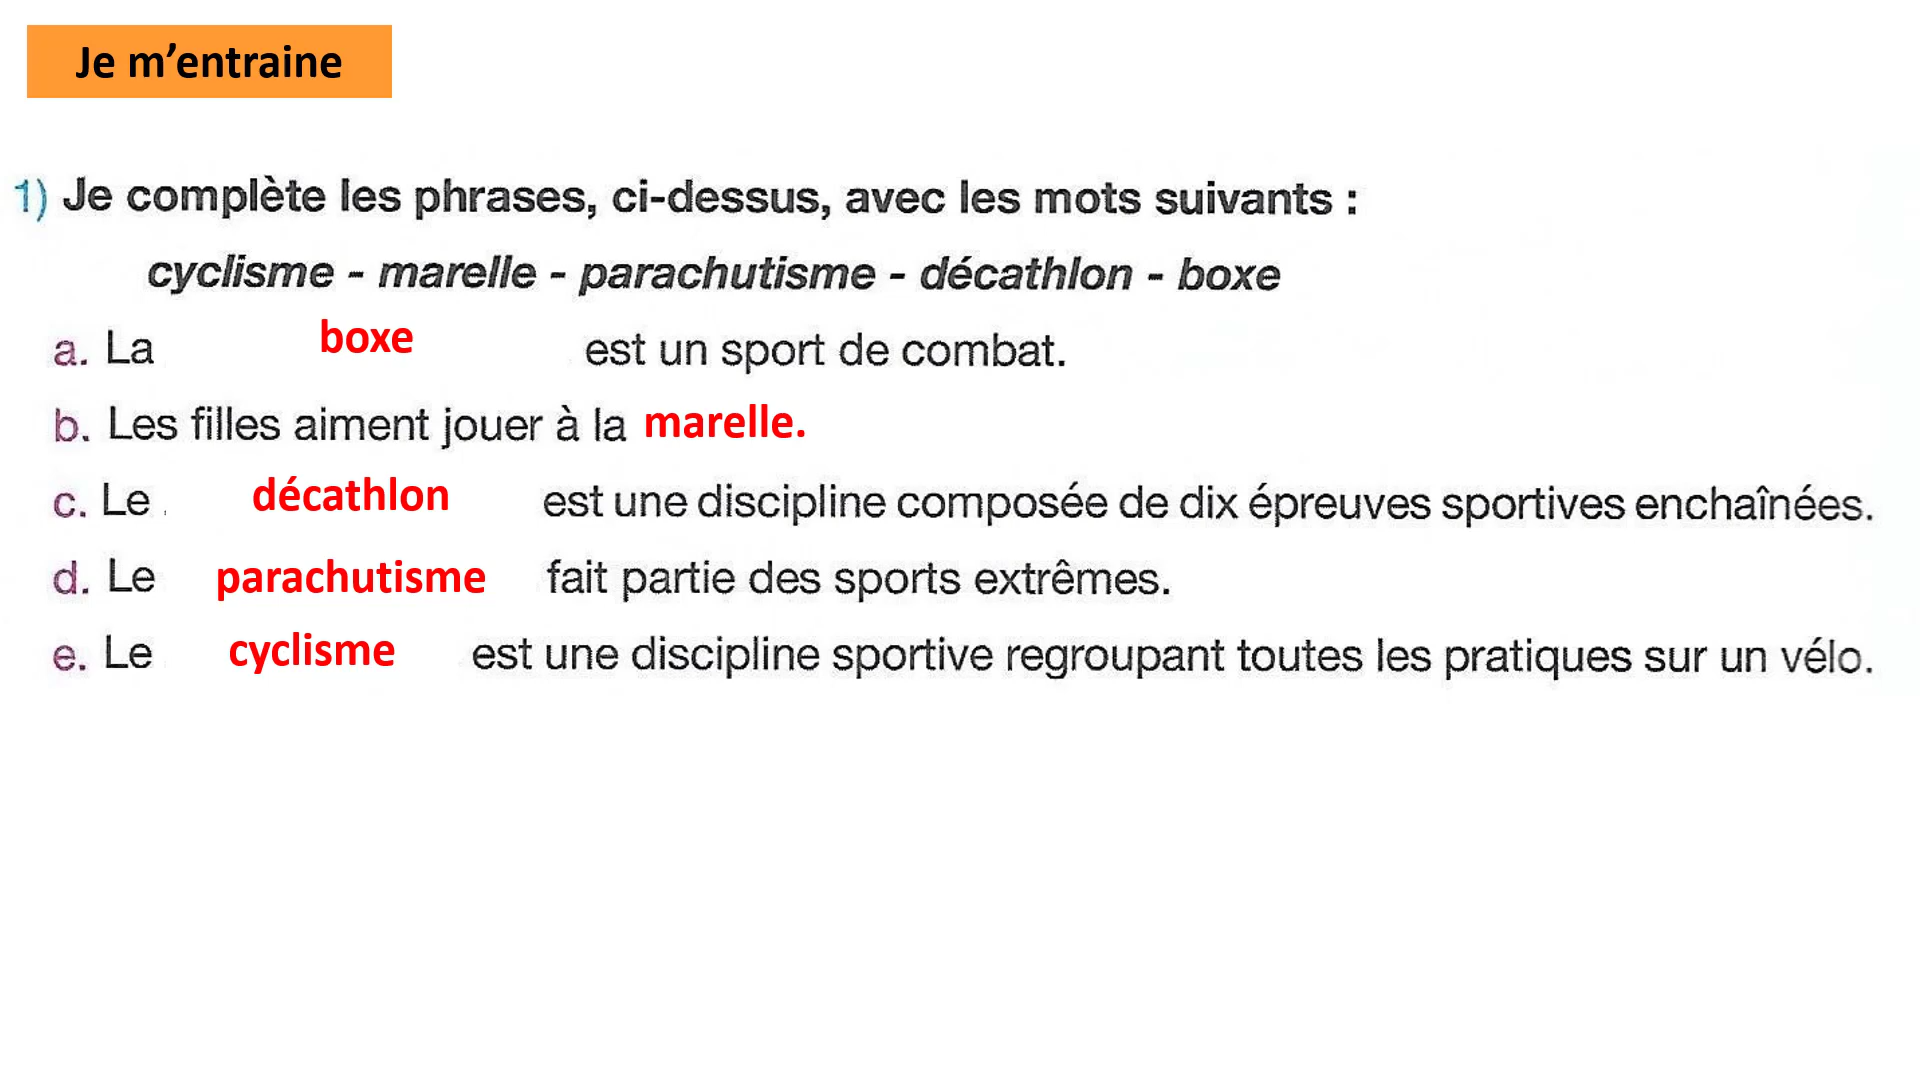 Je m’entraine
1) Je complète les phrases, ci-dessus, avec les mots suivants :
cyclisme - marelle - parachutisme - décathlon - boxe
a. La boxe est un sport de combat.
b. Les filles aiment jouer à la marelle.
c. Le décathlon est une discipline composée de dix épreuves sportives enchaînées.
d. Le parachutisme fait partie des sports extrêmes.
e. Le cyclisme est une discipline sportive regroupant toutes les pratiques sur un vélo.